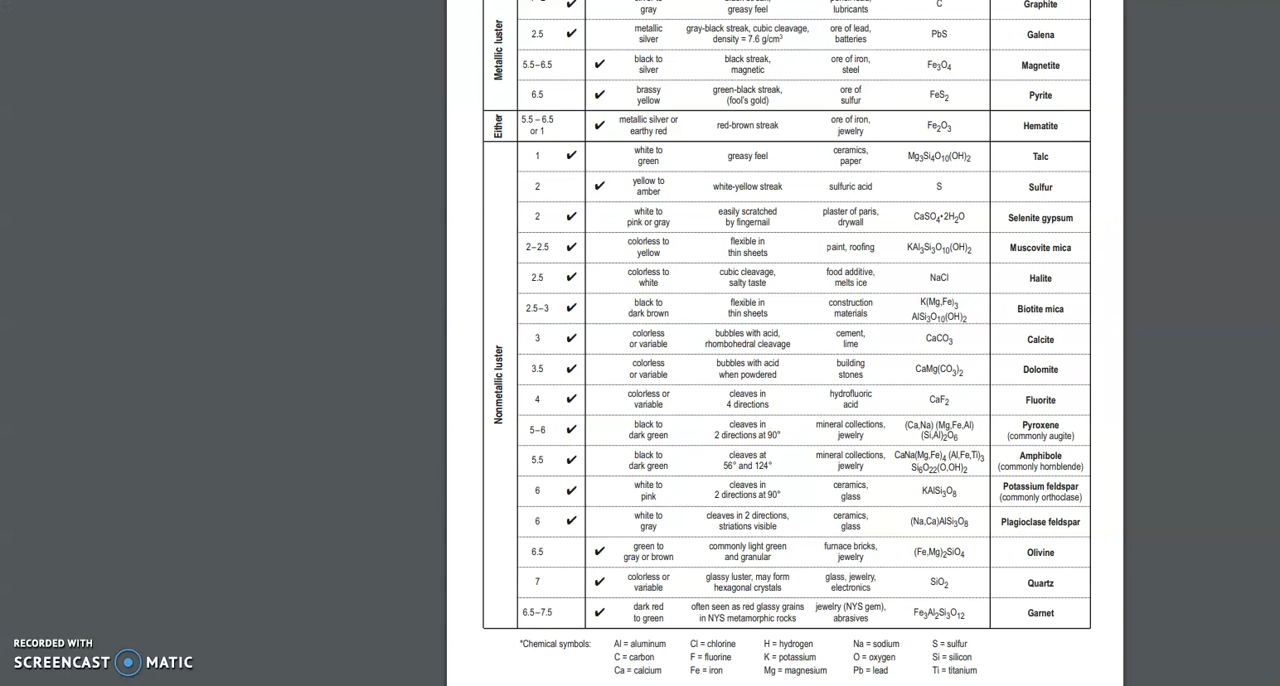 1–2 ✔ gray greasy feel lubricants C Graphite
Metallic luster
2.5 ✔ metallic silver gray-black streak, cubic cleavage, density = 7.6 g/cm³ ore of lead, batteries PbS Galena
5.5–6.5 ✔ black to silver black streak, magnetic ore of iron, steel Fe₃O₄ Magnetite
6.5 ✔ brassy yellow green-black streak, (fool's gold) ore of sulfur FeS₂ Pyrite
Either
5.5 – 6.5 or 1 ✔ metallic silver or earthy red red-brown streak ore of iron, jewelry Fe₂O₃ Hematite
Nonmetallic luster
1 ✔ white to green greasy feel ceramics, paper Mg₃Si₄O₁₀(OH)₂ Talc
2 ✔ yellow to amber white-yellow streak sulfuric acid S Sulfur
2 ✔ white to pink or gray easily scratched by fingernail plaster of paris, drywall CaSO₄•2H₂O Selenite gypsum
2–2.5 ✔ colorless to yellow flexible in thin sheets paint, roofing KAl₃Si₃O₁₀(OH)₂ Muscovite mica
2.5 ✔ colorless to white cubic cleavage, salty taste food additive, melts ice NaCl Halite
2.5–3 ✔ black to dark brown flexible in thin sheets construction materials K(Mg,Fe)₃ AlSi₃O₁₀(OH)₂ Biotite mica
3 ✔ colorless or variable bubbles with acid, rhombohedral cleavage cement, lime CaCO₃ Calcite
3.5 ✔ colorless or variable bubbles with acid when powdered building stones CaMg(CO₃)₂ Dolomite
4 ✔ colorless or variable cleaves in 4 directions hydrofluoric acid CaF₂ Fluorite
5–6 ✔ black to dark green cleaves in 2 directions at 90° mineral collections, jewelry (Ca,Na) (Mg,Fe,Al) (Si,Al)₂O₆ Pyroxene (commonly augite)
5.5 ✔ black to dark green cleaves at 56° and 124° mineral collections, jewelry CaNa(Mg,Fe)₄ (Al,Fe,Ti)₃ Si₆O₂₂(O,OH)₂ Amphibole (commonly hornblende)
6 ✔ white to pink cleaves in 2 directions at 90° ceramics, glass KAlSi₃O₈ Potassium feldspar (commonly orthoclase)
6 ✔ white to gray cleaves in 2 directions, striations visible ceramics, glass (Na,Ca)AlSi₃O₈ Plagioclase feldspar
6.5 ✔ green to gray or brown commonly light green and granular furnace bricks, jewelry (Fe,Mg)₂SiO₄ Olivine
7 ✔ colorless or variable glassy luster, may form hexagonal crystals glass, jewelry, electronics SiO₂ Quartz
6.5–7.5 ✔ dark red to green often seen as red glassy grains in NYS metamorphic rocks jewelry (NYS gem), abrasives Fe₃Al₂Si₃O₁₂ Garnet
*Chemical symbols: Al = aluminum Cl = chlorine H = hydrogen Na = sodium S = sulfur
C = carbon F = fluorine K = potassium O = oxygen Si = silicon
Ca = calcium Fe = iron Mg = magnesium Pb = lead Ti = titanium
RECORDED WITH
SCREENCAST MATIC